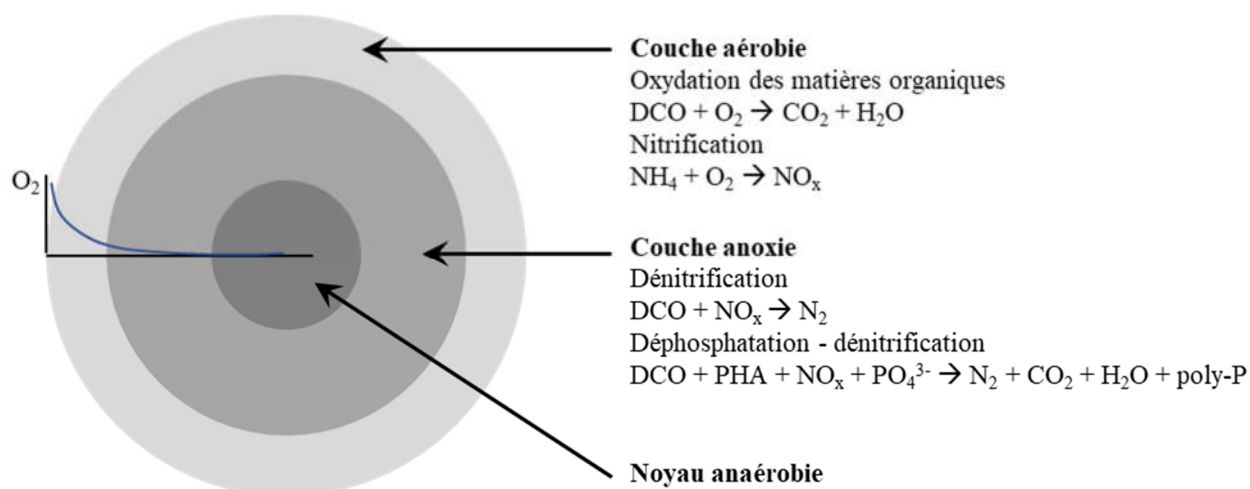 Couche aérobie
Oxydation des matières organiques
DCO + O₂ → CO₂ + H₂O
Nitrification
NH₄ + O₂ → NOₓ
O₂
Couche anoxie
Dénitrification
DCO + NOₓ → N₂
Déphosphatation - dénitrification
DCO + PHA + NOₓ + PO₄³⁻ → N₂ + CO₂ + H₂O + poly-P
Noyau anaérobie